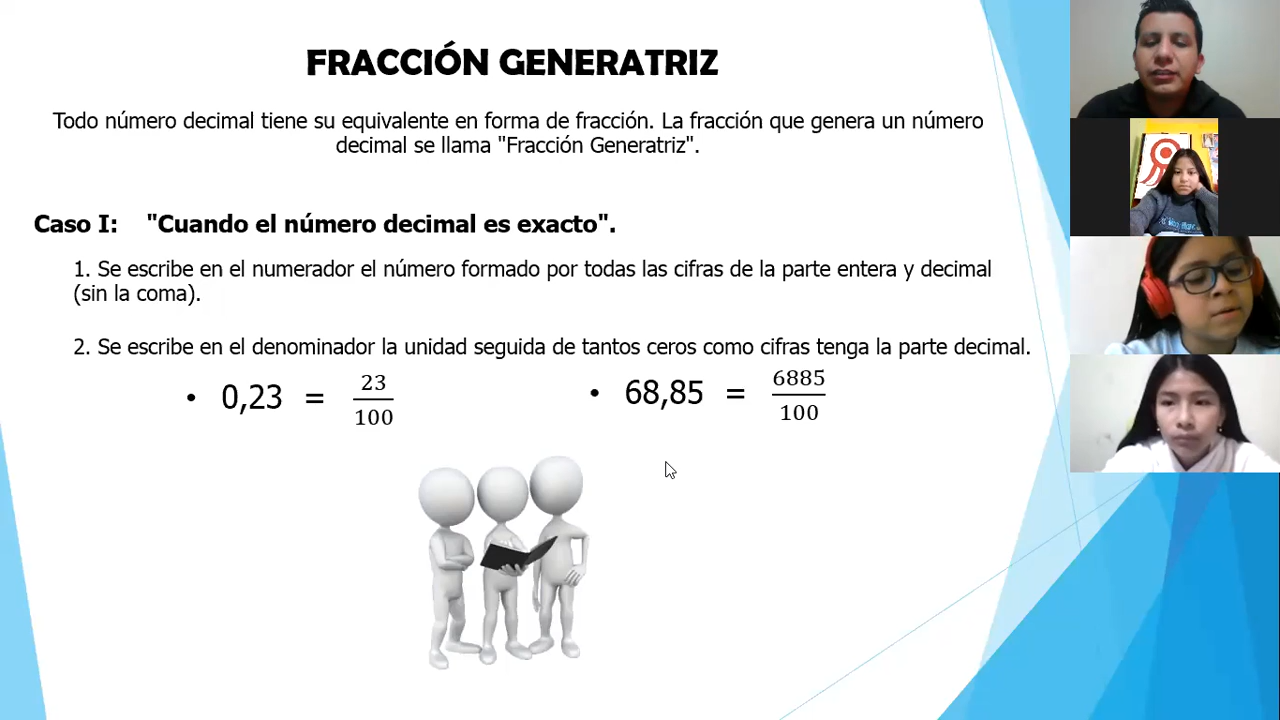 FRACCIÓN GENERATRIZ
Todo número decimal tiene su equivalente en forma de fracción. La fracción que genera un número
decimal se llama "Fracción Generatriz".
Caso I: "Cuando el número decimal es exacto".
1. Se escribe en el numerador el número formado por todas las cifras de la parte entera y decimal
(sin la coma).
2. Se escribe en el denominador la unidad seguida de tantos ceros como cifras tenga la parte decimal.
• 0,23 = 23/100
• 68,85 = 6885/100